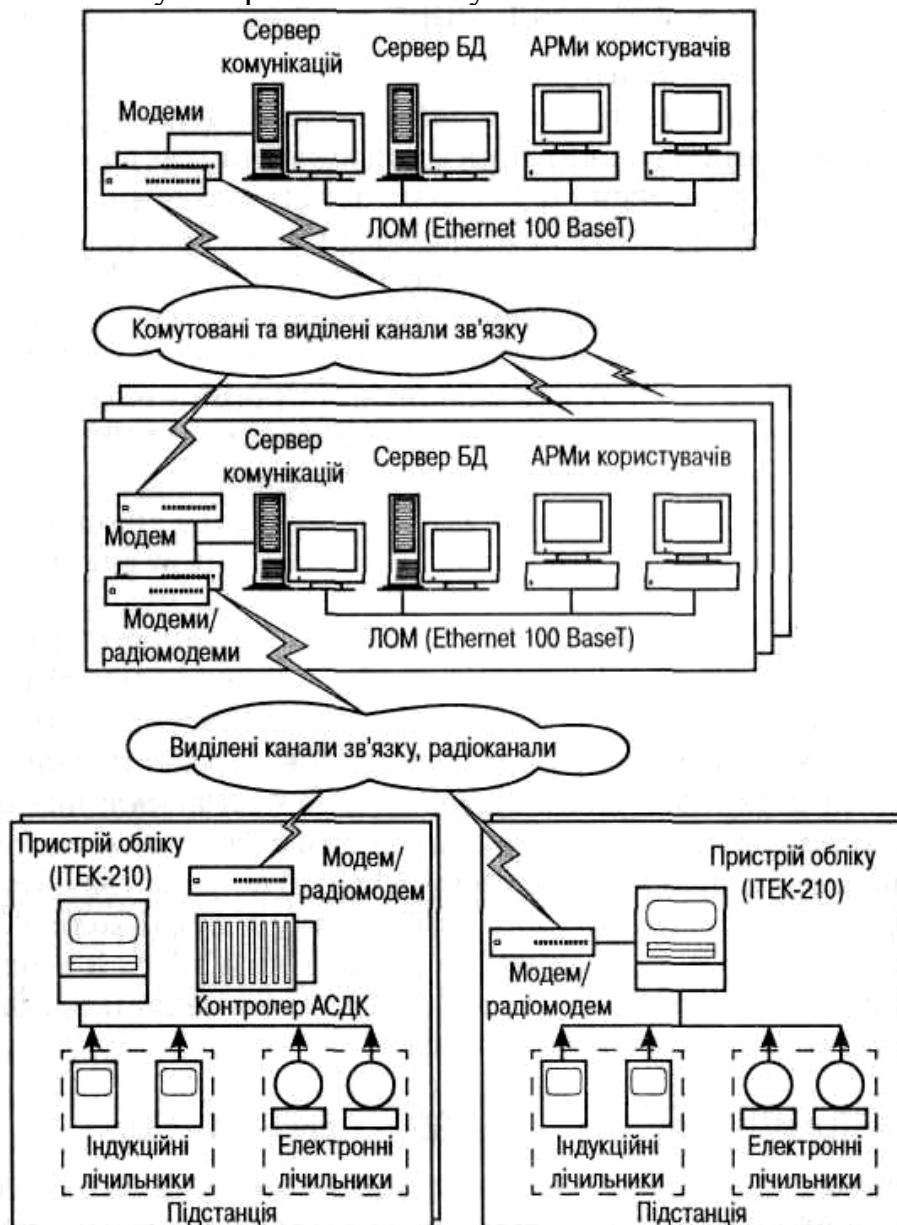 Сервер
комунікацій
Сервер БД
АРМи користувачів
Модеми
ЛОМ (Ethernet 100 BaseT)
Комутовані та виділені канали зв'язку
Сервер
комунікацій
Сервер БД
АРМи користувачів
Модем
Модеми/
радіомодеми
ЛОМ (Ethernet 100 BaseT)
Виділені канали зв'язку, радіоканали
Пристрій обліку
(ІТЕК-210)
Модем/
радіомодем
Контролер АСДК
Індукційні
лічильники
Електронні
лічильники
Підстанція
Пристрій обліку
(ІТЕК-210)
Модем/
радіомодем
Індукційні
лічильники
Електронні
лічильники
Підстанція